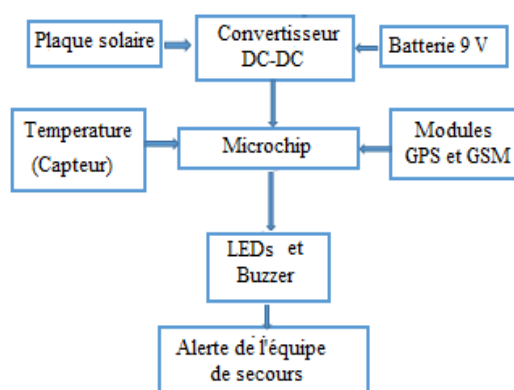 Plaque solaire
Convertisseur
DC-DC
Batterie 9 V
Temperature
(Capteur)
Microchip
Modules
GPS et GSM
LEDs et
Buzzer
Alerte de l'équipe
de secours